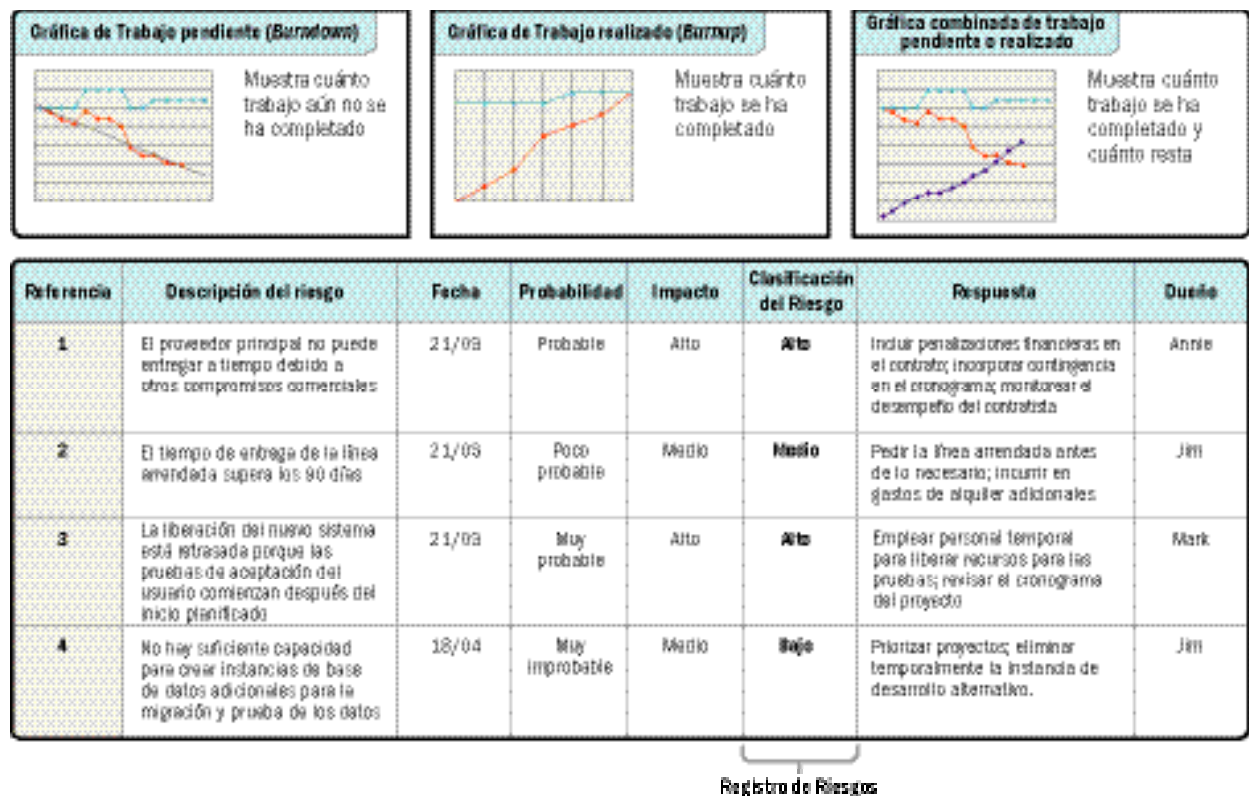 Gráfica de Trabajo pendiente (Burndown)
Muestra cuánto
trabajo aún no se
ha completado
Gráfica de Trabajo realizado (Burnup)
Muestra cuánto
trabajo se ha
completado
Gráfica combinada de trabajo
pendiente o realizado
Muestra cuánto
trabajo se ha
completado y
cuánto resta
Referencia
Descripción del riesgo
Fecha
Probabilidad
Impacto
Clasificación
del Riesgo
Respuesta
Dueño
1
El proveedor principal no puede
entregar a tiempo debido a
otros compromisos comerciales
21/03
Probable
Alto
Alto
Incluir penalizaciones financieras en
el contrato; incorporar contingencia
en el cronograma; monitorear el
desempeño del contratista
Annie
2
El tiempo de entrega de la línea
arrendada supera los 90 días
21/03
Poco
probable
Medio
Medio
Pedir la línea arrendada antes
de lo necesario; incurrir en
gastos de alquiler adicionales
Jim
3
La liberación del nuevo sistema
está retrasada porque las
pruebas de aceptación del
usuario comienzan después del
inicio planificado
21/03
Muy
probable
Alto
Alto
Emplear personal temporal
para liberar recursos para las
pruebas; revisar el cronograma
del proyecto
Mark
4
No hay suficiente capacidad
para crear instancias de base
de datos adicionales para la
migración y prueba de los datos
18/04
Muy
improbable
Medio
Bajo
Priorizar proyectos; eliminar
temporalmente la instancia de
desarrollo alternativo.
Jim
Registro de Riesgos